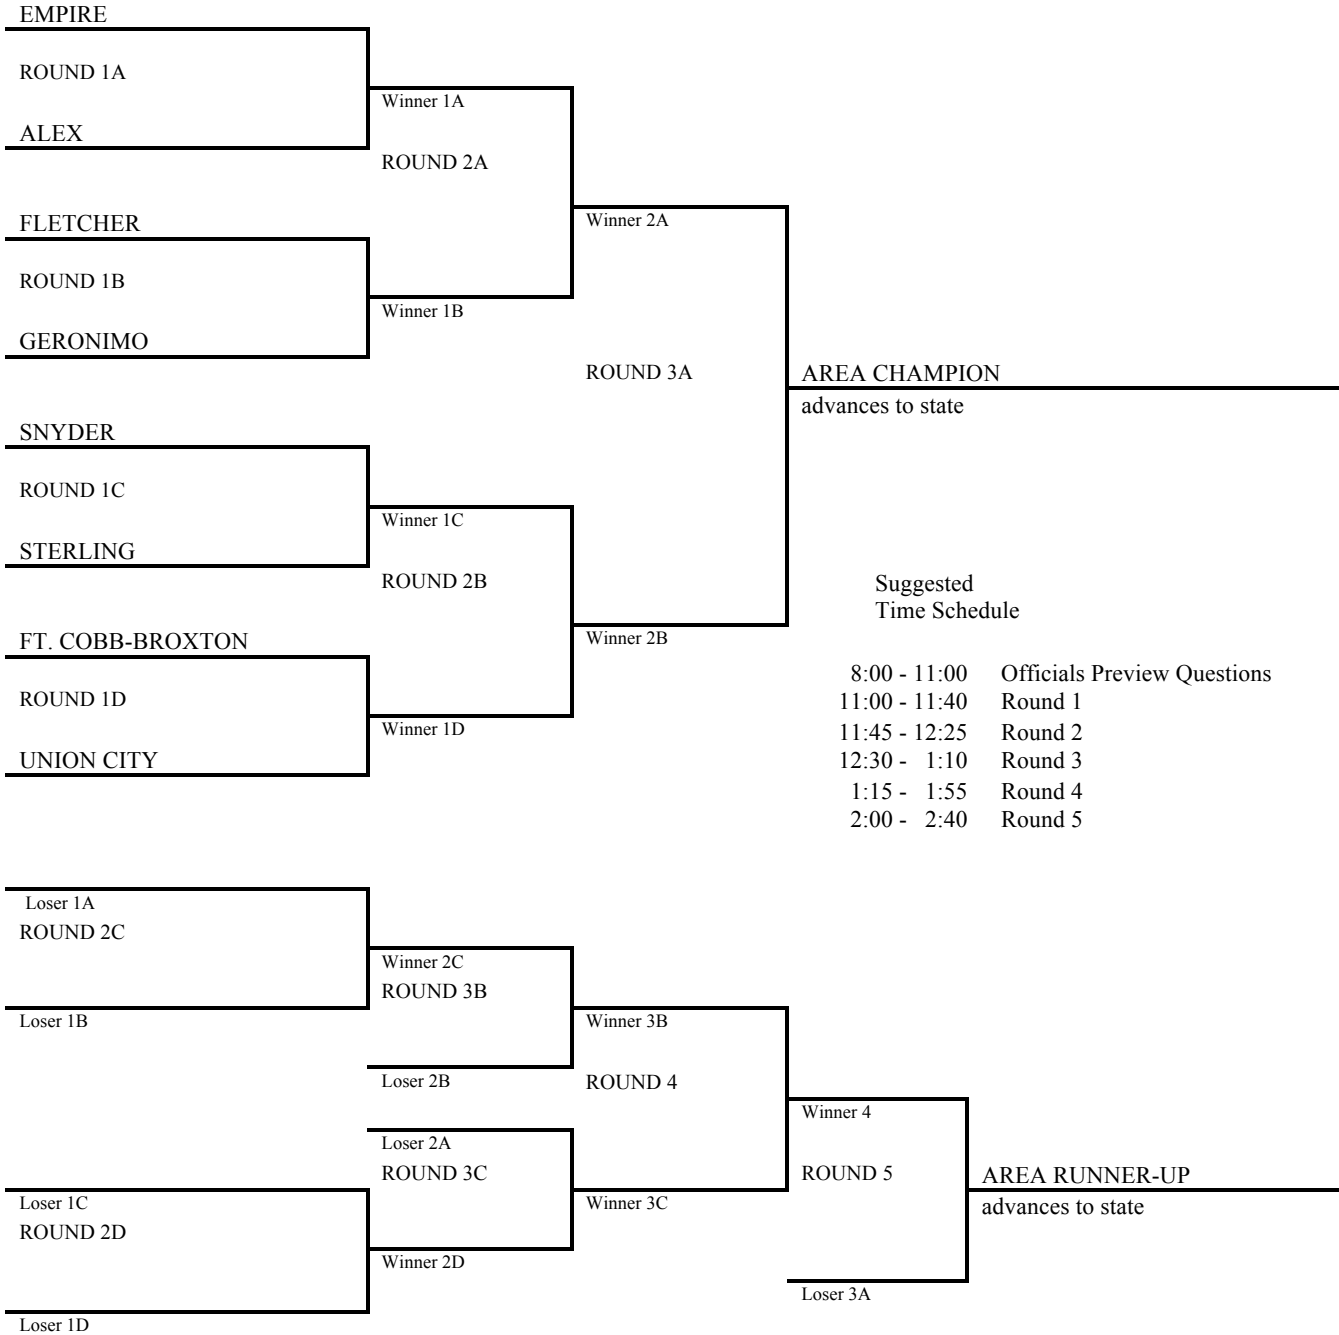 EMPIRE
ROUND 1A
Winner 1A
ALEX
ROUND 2A
FLETCHER
Winner 2A
ROUND 1B
Winner 1B
GERONIMO
ROUND 3A
AREA CHAMPION
advances to state
SNYDER
ROUND 1C
Winner 1C
STERLING
ROUND 2B
FT. COBB-BROXTON
Winner 2B
ROUND 1D
Winner 1D
UNION CITY
Suggested
Time Schedule
8:00 - 11:00 Officials Preview Questions
11:00 - 11:40 Round 1
11:45 - 12:25 Round 2
12:30 - 1:10 Round 3
1:15 - 1:55 Round 4
2:00 - 2:40 Round 5
Loser 1A
ROUND 2C
Winner 2C
ROUND 3B
Loser 1B
Winner 3B
Loser 2B
ROUND 4
Winner 4
Loser 2A
ROUND 3C
ROUND 5
AREA RUNNER-UP
advances to state
Loser 1C
Winner 3C
ROUND 2D
Winner 2D
Loser 3A
Loser 1D